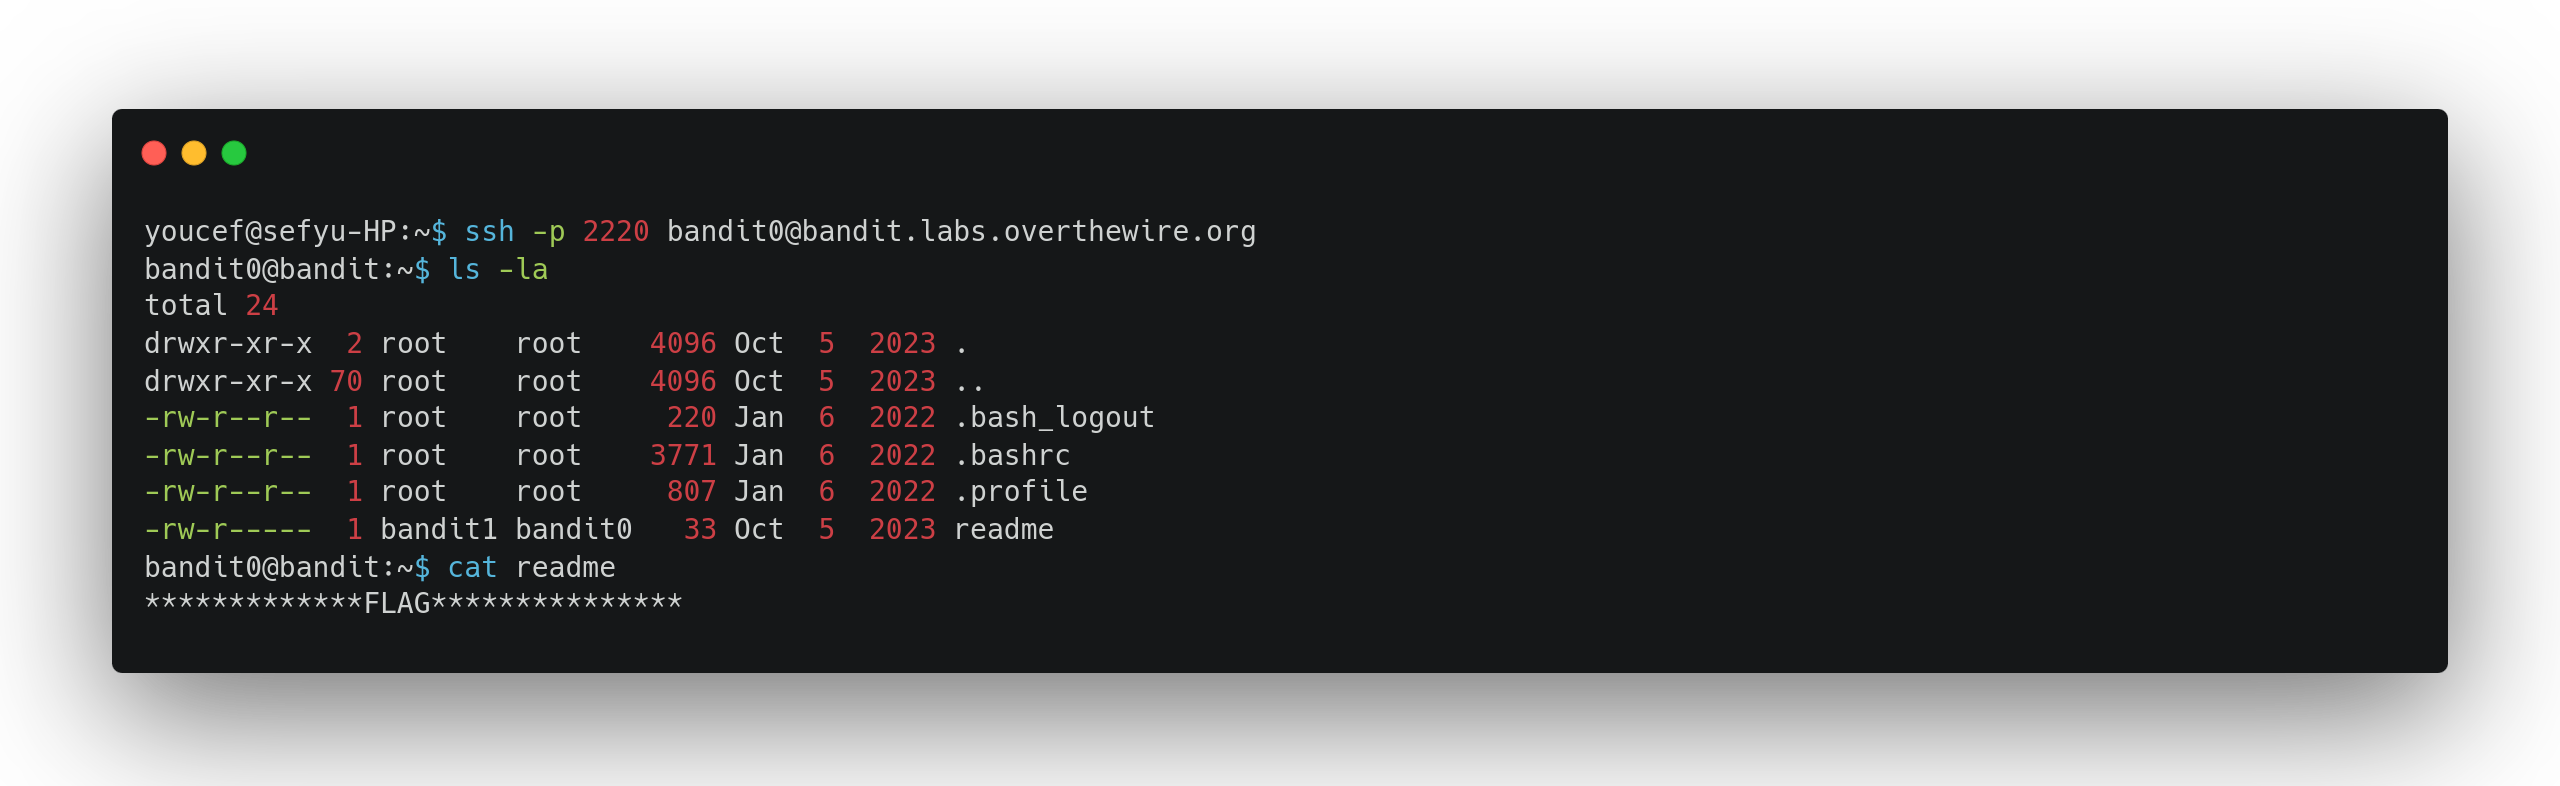 youcef@sefyu-HP:~$ ssh -p 2220 bandit0@bandit.labs.overthewire.org
bandit0@bandit:~$ ls -la
total 24
drwxr-xr-x  2 root    root    4096 Oct  5  2023 .
drwxr-xr-x 70 root    root    4096 Oct  5  2023 ..
-rw-r--r--  1 root    root     220 Jan  6  2022 .bash_logout
-rw-r--r--  1 root    root    3771 Jan  6  2022 .bashrc
-rw-r--r--  1 root    root     807 Jan  6  2022 .profile
-rw-r-----  1 bandit1 bandit0   33 Oct  5  2023 readme
bandit0@bandit:~$ cat readme
*************FLAG***************